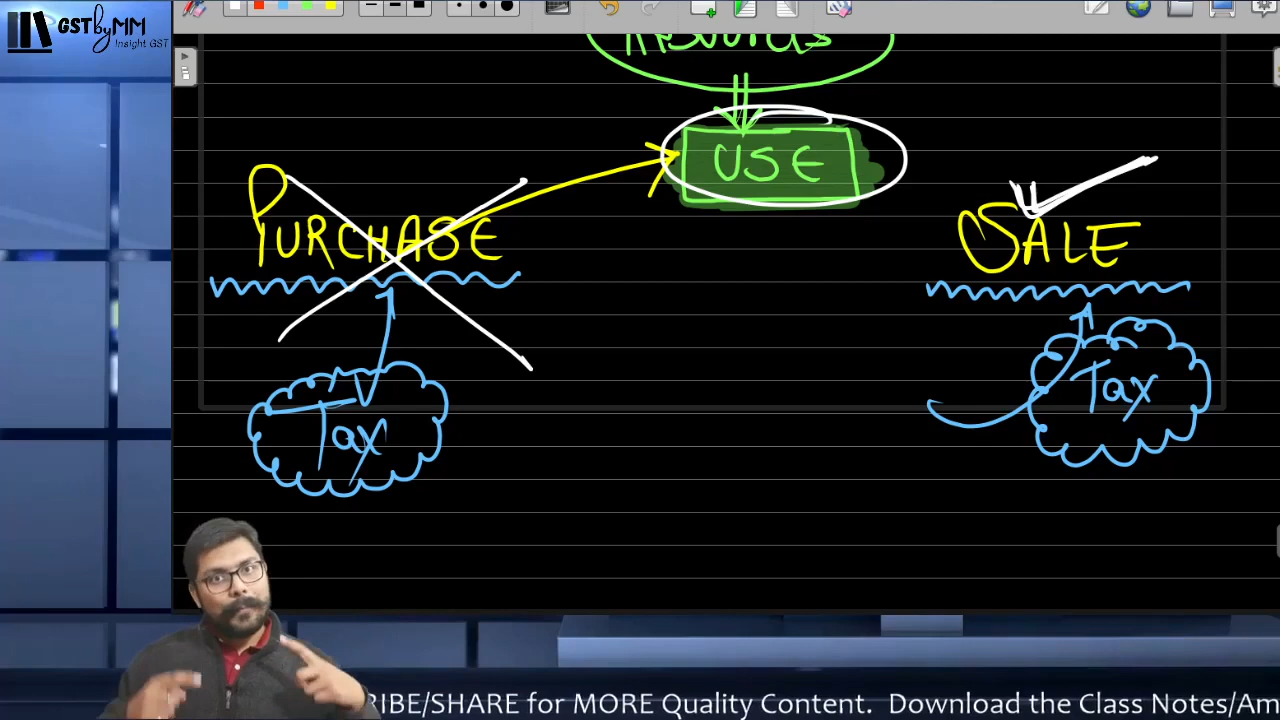 GSTbyMM
Insight GST
Resources
USE
PURCHASE
SALE
Tax
Tax
RIBE/SHARE for MORE Quality Content. Download the Class Notes/Am